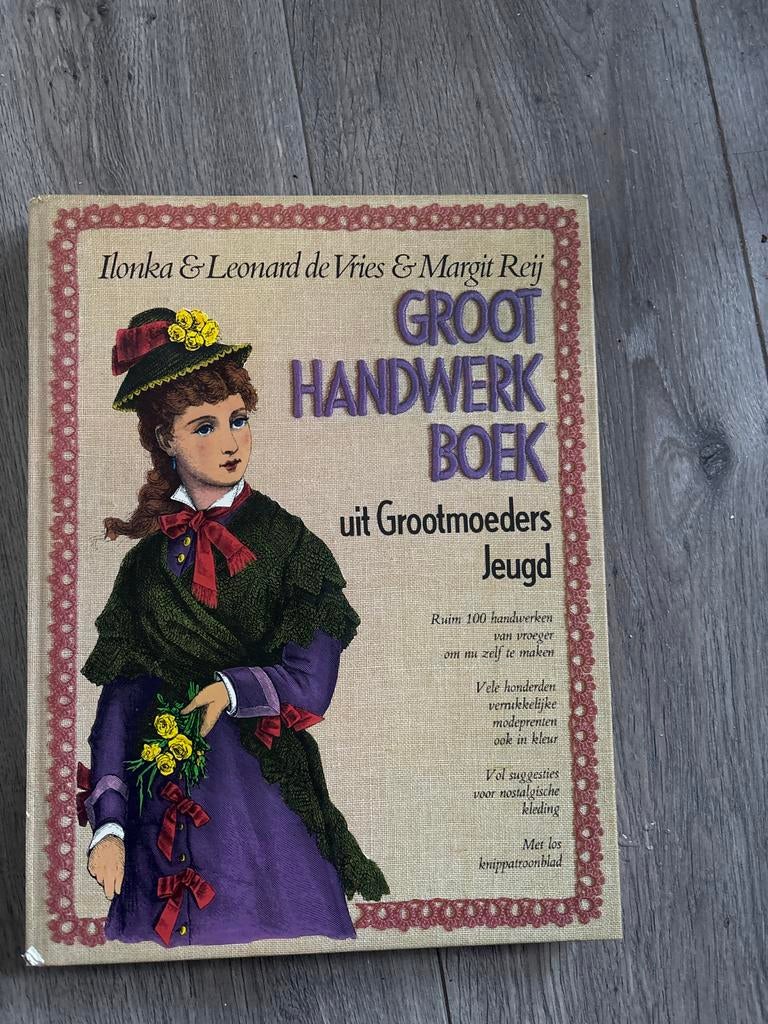 Ilonka & Leonard de Vries & Margit Reij
GROOT
HANDWERK
BOEK
uit Grootmoeders
Jeugd
Ruim 100 handwerken
van vroeger
om nu zelf te maken
Vele honderden
verrukkelijke
modeprenten
ook in kleur
Vol suggesties
voor nostalgische
kleding
Met los
knippatroonblad